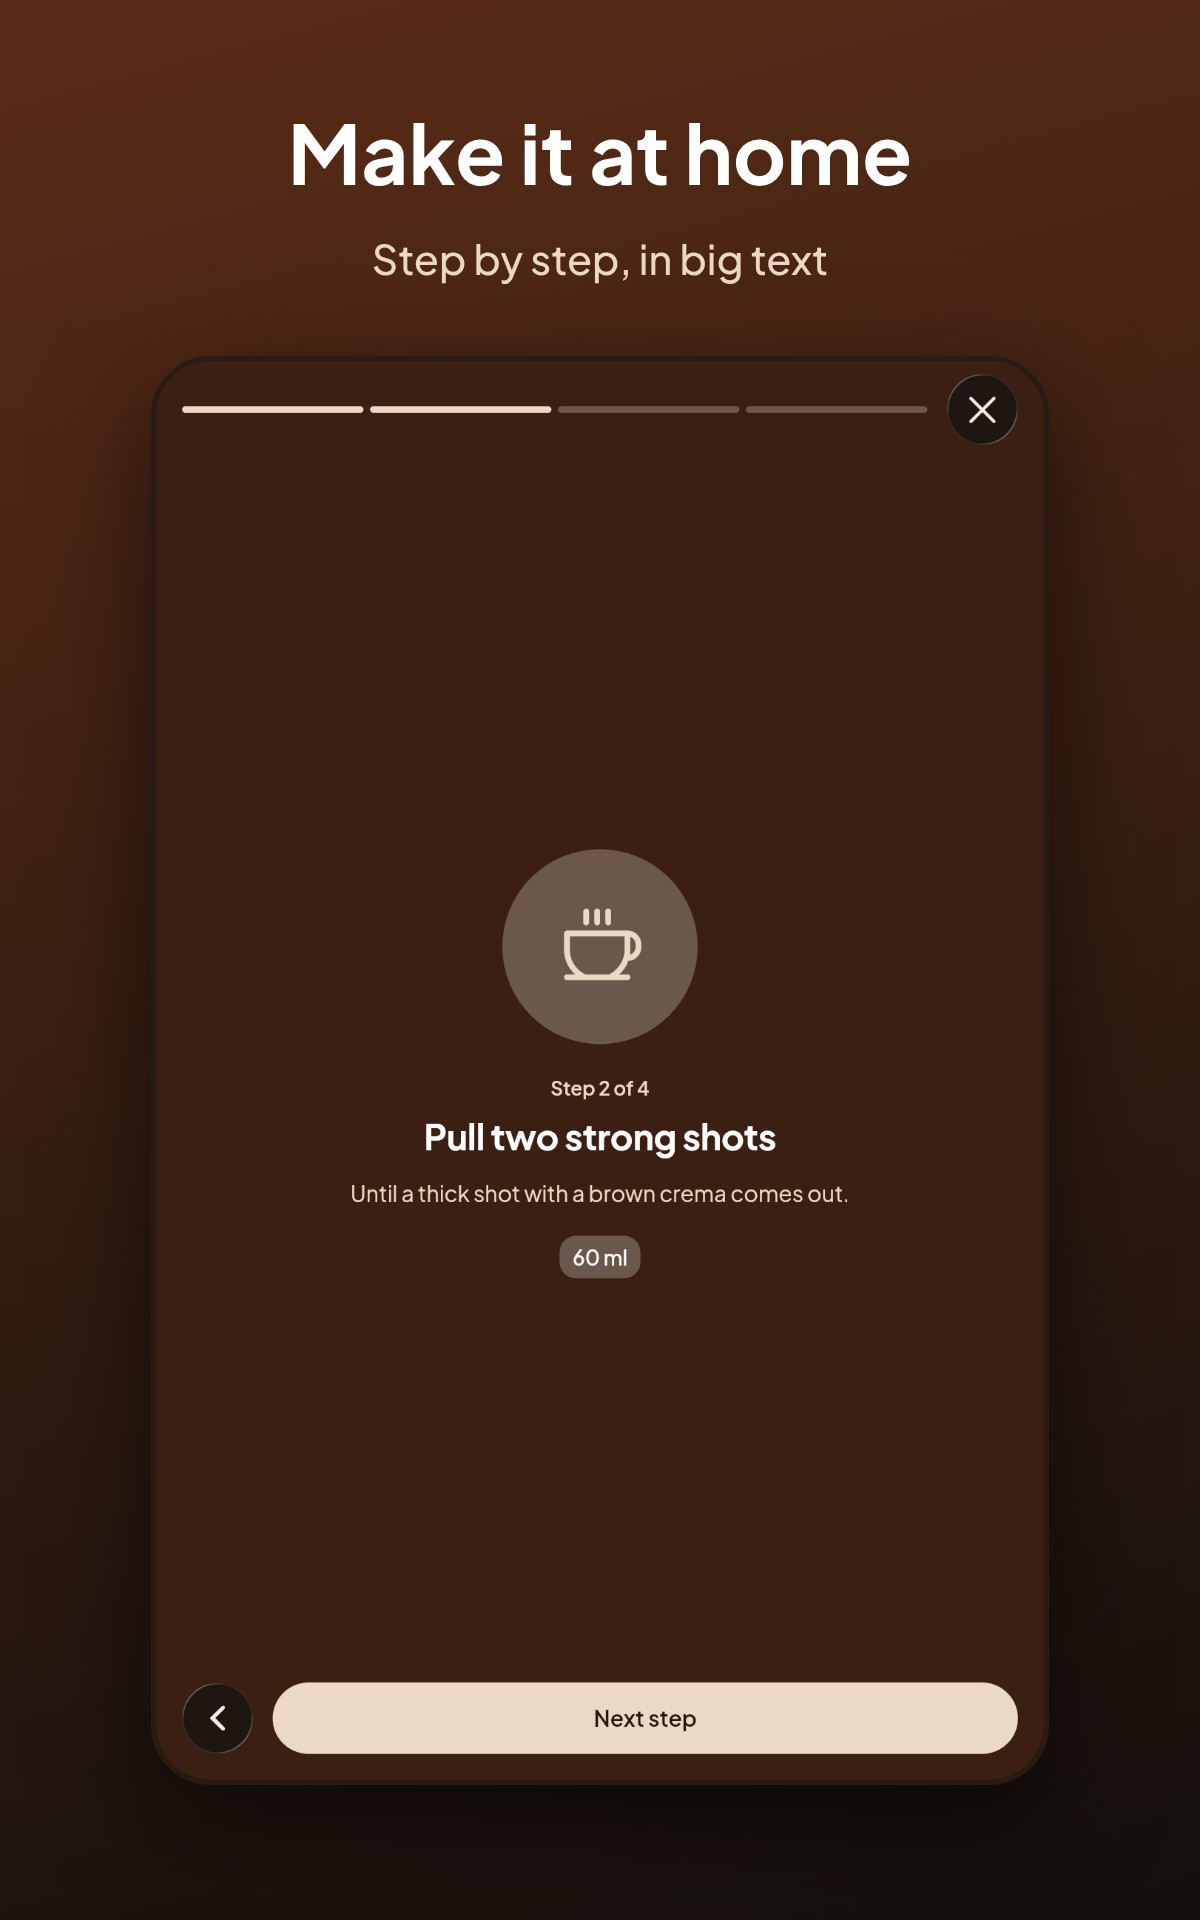 Make it at home
Step by step, in big text
Step 2 of 4
Pull two strong shots
Until a thick shot with a brown crema comes out.
60 ml
Next step